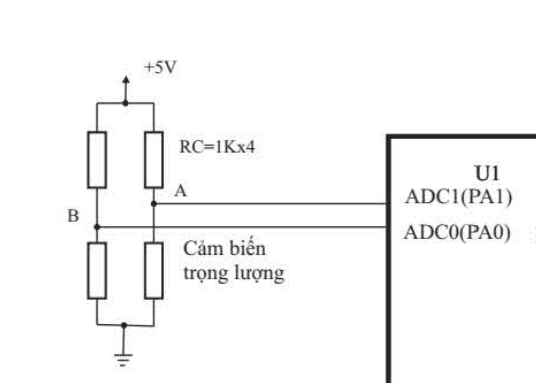 +5V
RC=1Kx4
A
B
U1
ADC1(PA1)
ADC0(PA0)
Cảm biến
trọng lượng